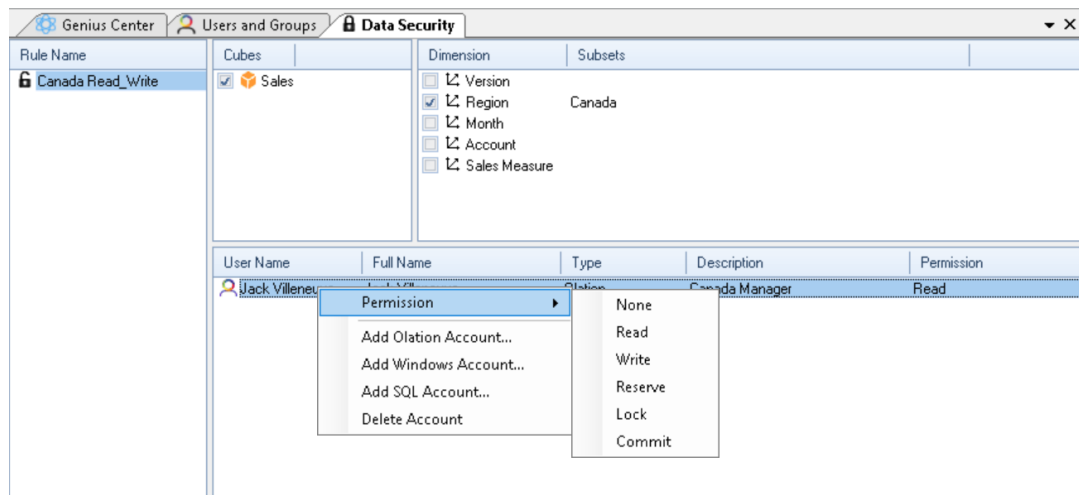 Genius Center Users and Groups Data Security
Rule Name Cubes Dimension Subsets
Canada Read_Write Sales Version
Region Canada
Month
Account
Sales Measure
User Name Full Name Type Description Permission
Jack Manager Read
Permission None
Add Olation Account... Read
Add Windows Account... Write
Add SQL Account... Reserve
Delete Account Lock
Commit